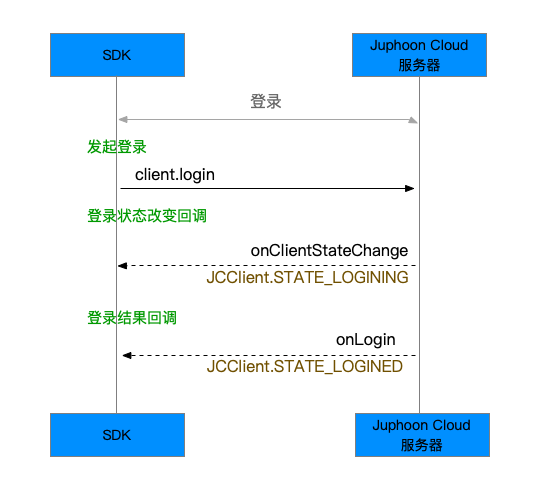 SDK
Juphoon Cloud
服务器
登录
发起登录
client.login
登录状态改变回调
onClientStateChange
JCClient.STATE_LOGINING
登录结果回调
onLogin
JCClient.STATE_LOGINED
SDK
Juphoon Cloud
服务器